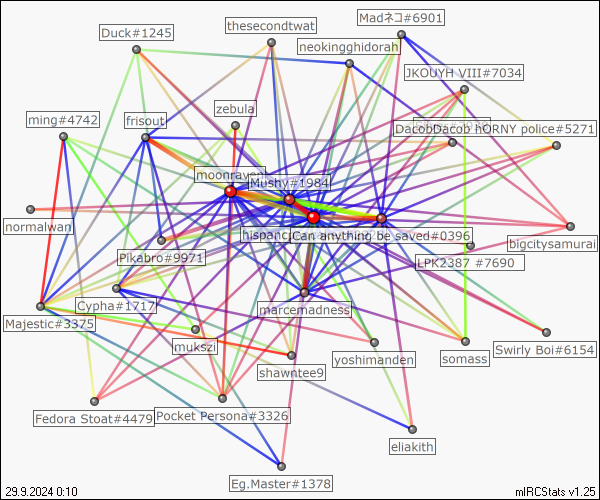 Madネコ#6901
thesecondtwat
Duck#1245
neokingghidorah
JKOUYH VIII#7034
ming#4742
frisout
zebula
DacobDacob
hORNY police#5271
moonraven
Mushy#1984
normalwan
hispanc
Can anything be saved#0396
bigcitysamurai
Pikabro#9971
LPK2387 #7690
Cypha#1717
marcemadness
Majestic#3375
mukszi
yoshimanden
somass
Swirly Boi#6154
Shawntee9
Fedora Stoat#4479
Pocket Persona#3326
eliakith
Eg.Master#1378
29.9.2024 0:10
mIRCStats v1.25